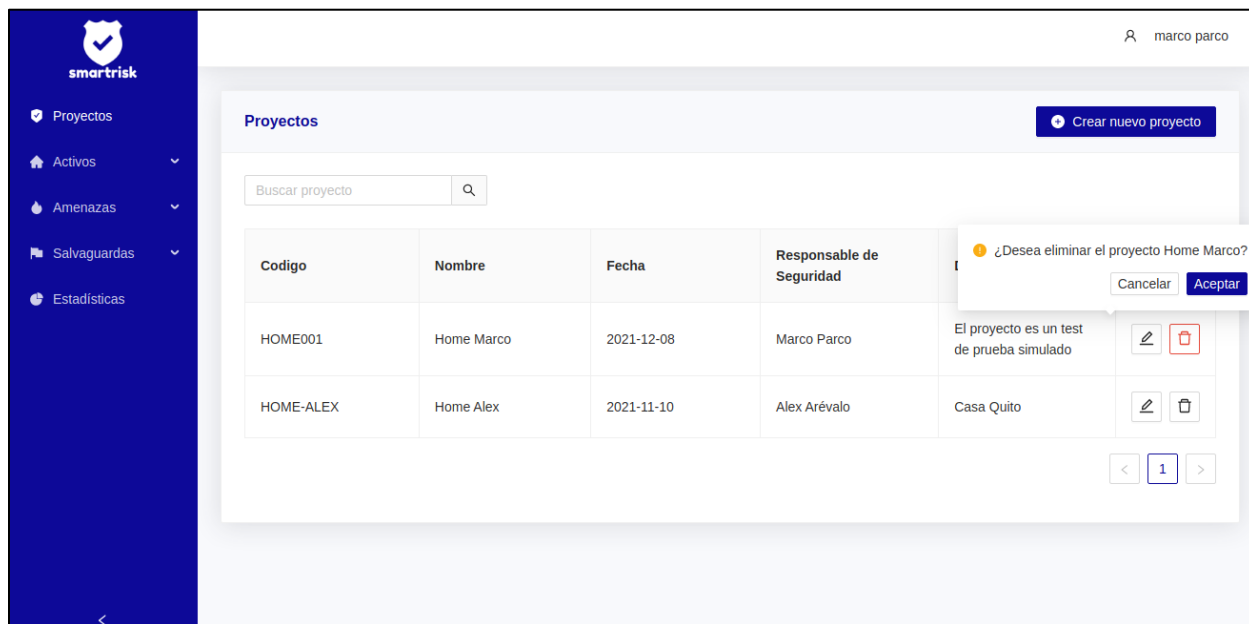 smartrisk
marco parco
Proyectos
Activos
Amenazas
Salvaguardas
Estadísticas
Proyectos
Crear nuevo proyecto
Buscar proyecto
¿Desea eliminar el proyecto Home Marco?
Cancelar Aceptar
Codigo Nombre Fecha Responsable de
Seguridad
HOME001 Home Marco 2021-12-08 Marco Parco El proyecto es un test
de prueba simulado
HOME-ALEX Home Alex 2021-11-10 Alex Arévalo Casa Quito
< 1 >